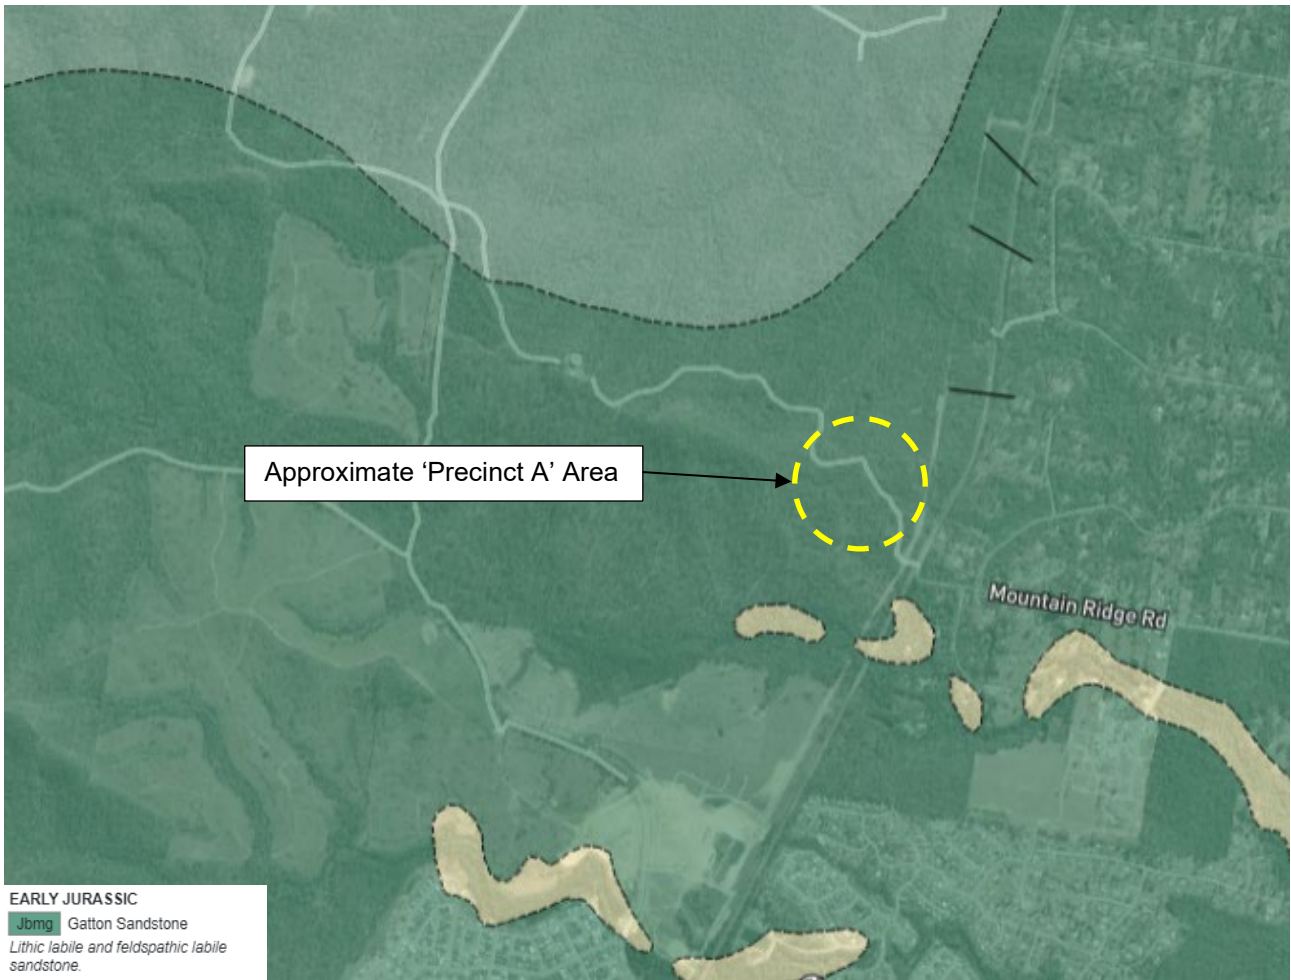 Approximate ‘Precinct A’ Area
Mountain Ridge Rd
EARLY JURASSIC
Jbmg Gatton Sandstone
Lithic labile and feldspathic labile
sandstone.